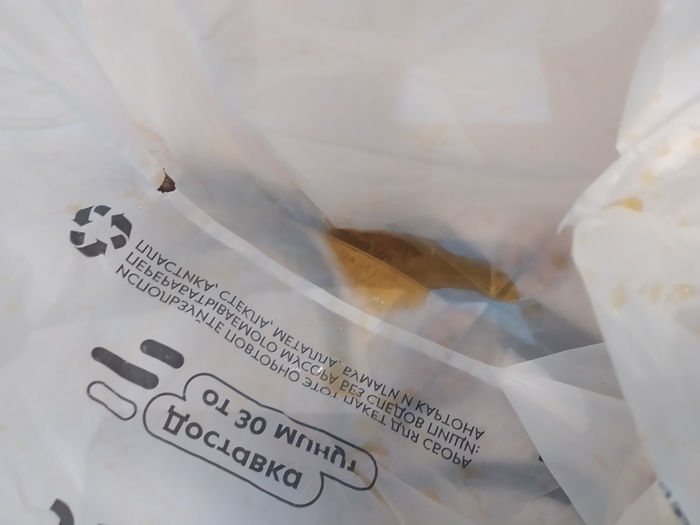 Доставка
от 30 минут
ИСПОЛЬЗУЙТЕ ПОВТОРНО ЭТОТ ПАКЕТ ДЛЯ СБОРА
ПЕРЕРАБАТЫВАЕМОГО МУСОРА БЕЗ СЛЕДОВ ПИЩИ:
ПЛАСТИКА, СТЕКЛА, МЕТАЛЛА, БУМАГИ И КАРТОНА